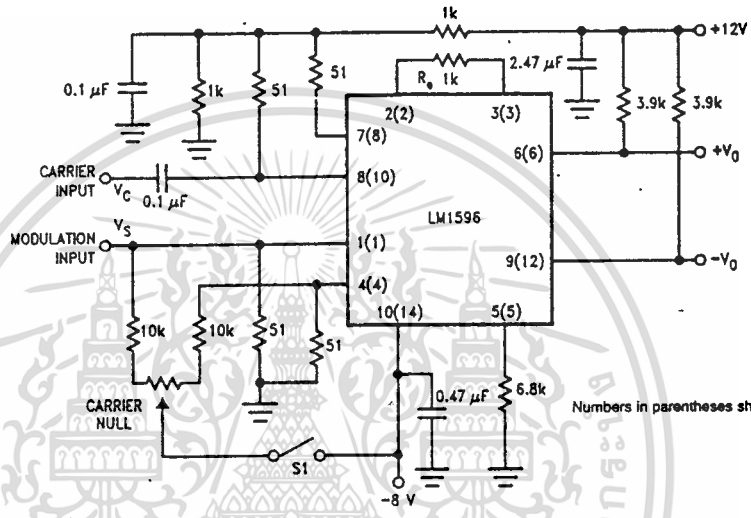 1k
+12V
0.1 μF
1k
51
51
Rₑ 1k
2.47 μF
3.9k
3.9k
2(2)
3(3)
7(8)
6(6)
+V₀
CARRIER
INPUT
V_C
0.1 μF
8(10)
LM1596
MODULATION
INPUT
V_S
1(1)
9(12)
-V₀
4(4)
10(14)
5(5)
10k
10k
51
51
CARRIER
NULL
0.47 μF
6.8k
Numbers in parentheses sh
S1
-8 V